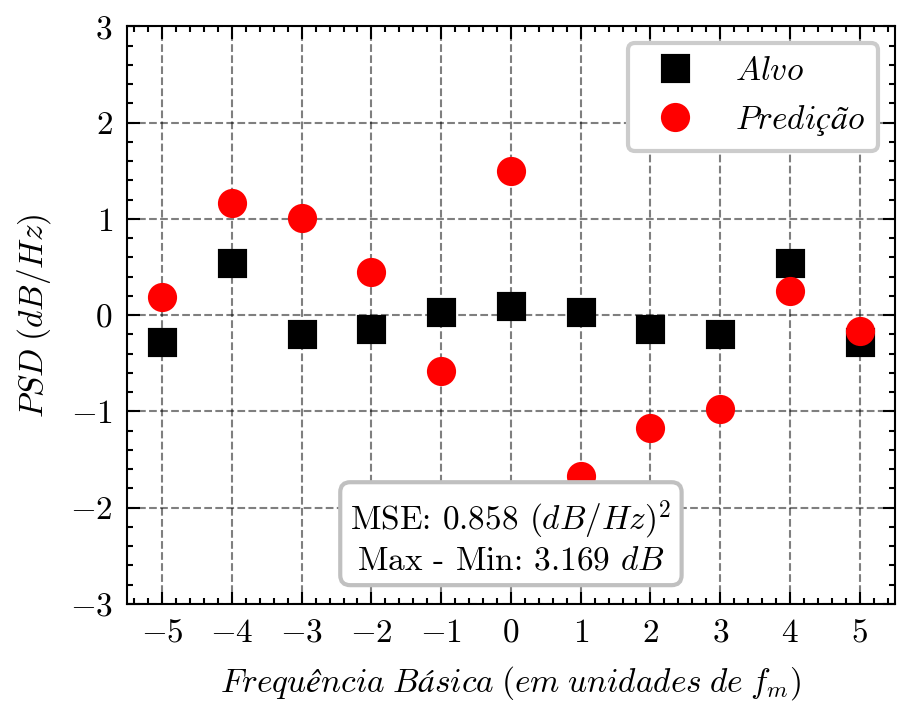 3
2
1
0
−1
−2
−3
PSD (dB/Hz)
Alvo
Predição
MSE: 0.858 (dB/Hz)²
Max - Min: 3.169 dB
−5 −4 −3 −2 −1 0 1 2 3 4 5
Frequência Básica (em unidades de fₘ)